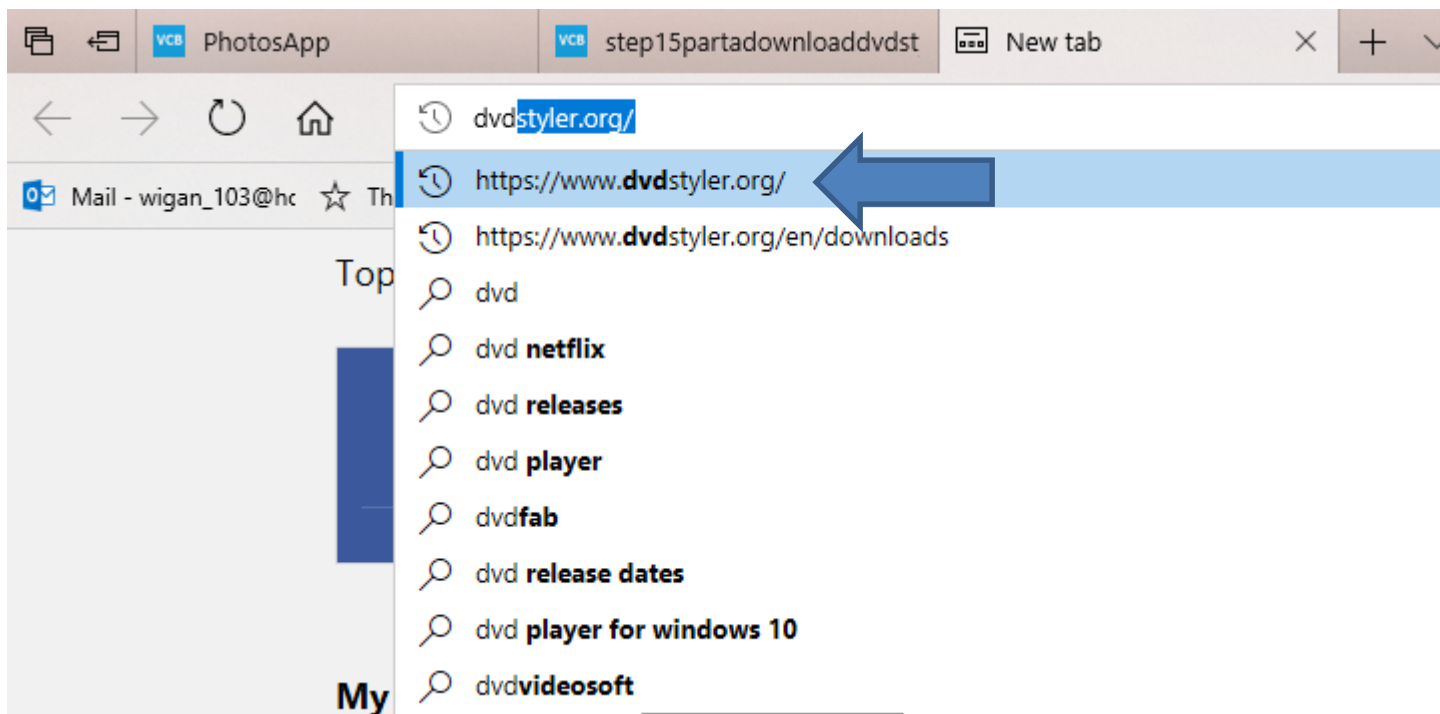 VCB PhotosApp VCB step15partadownloaddvdst New tab
dvdstyler.org/
Mail - wigan_103@hc Th
https://www.dvdstyler.org/
https://www.dvdstyler.org/en/downloads
Top
dvd
dvd netflix
dvd releases
dvd player
dvdfab
dvd release dates
dvd player for windows 10
My
dvdvideosoft